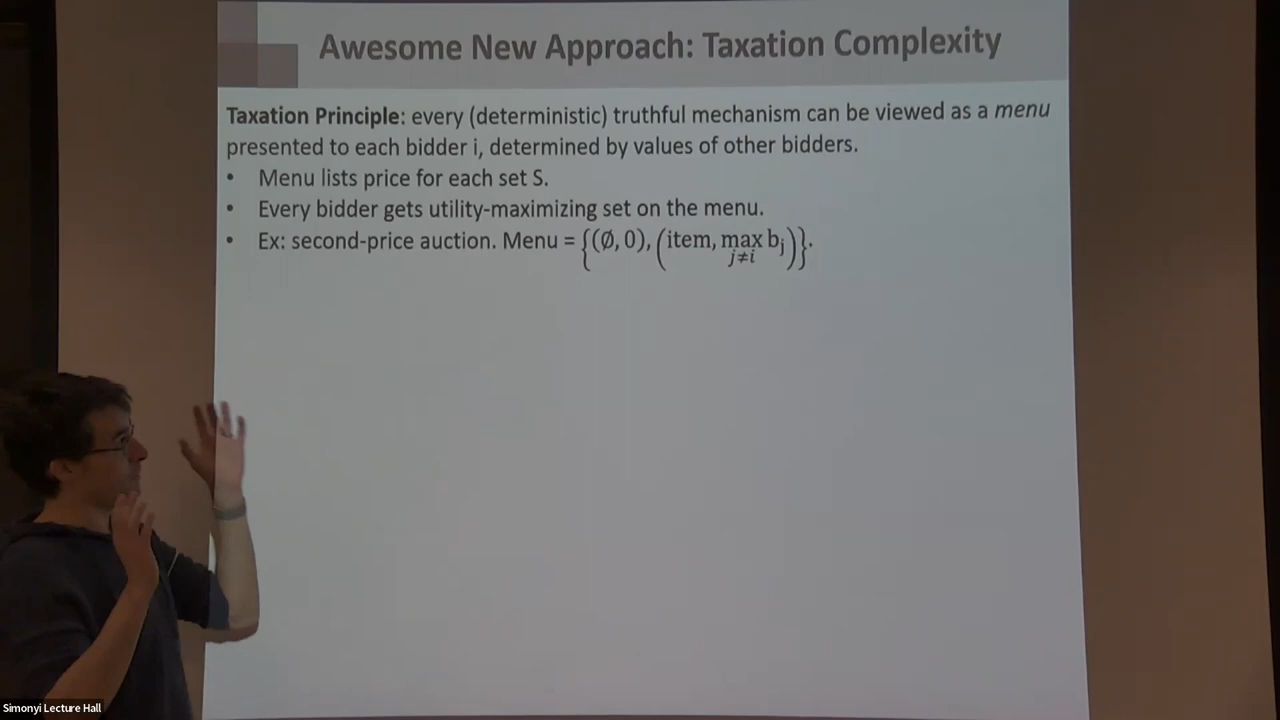 Awesome New Approach: Taxation Complexity
Taxation Principle: every (deterministic) truthful mechanism can be viewed as a menu
presented to each bidder i, determined by values of other bidders.
• Menu lists price for each set S.
• Every bidder gets utility-maximizing set on the menu.
• Ex: second-price auction. Menu = {(∅, 0), (item, max_{j≠i} b_j)}.
Simonyi Lecture Hall